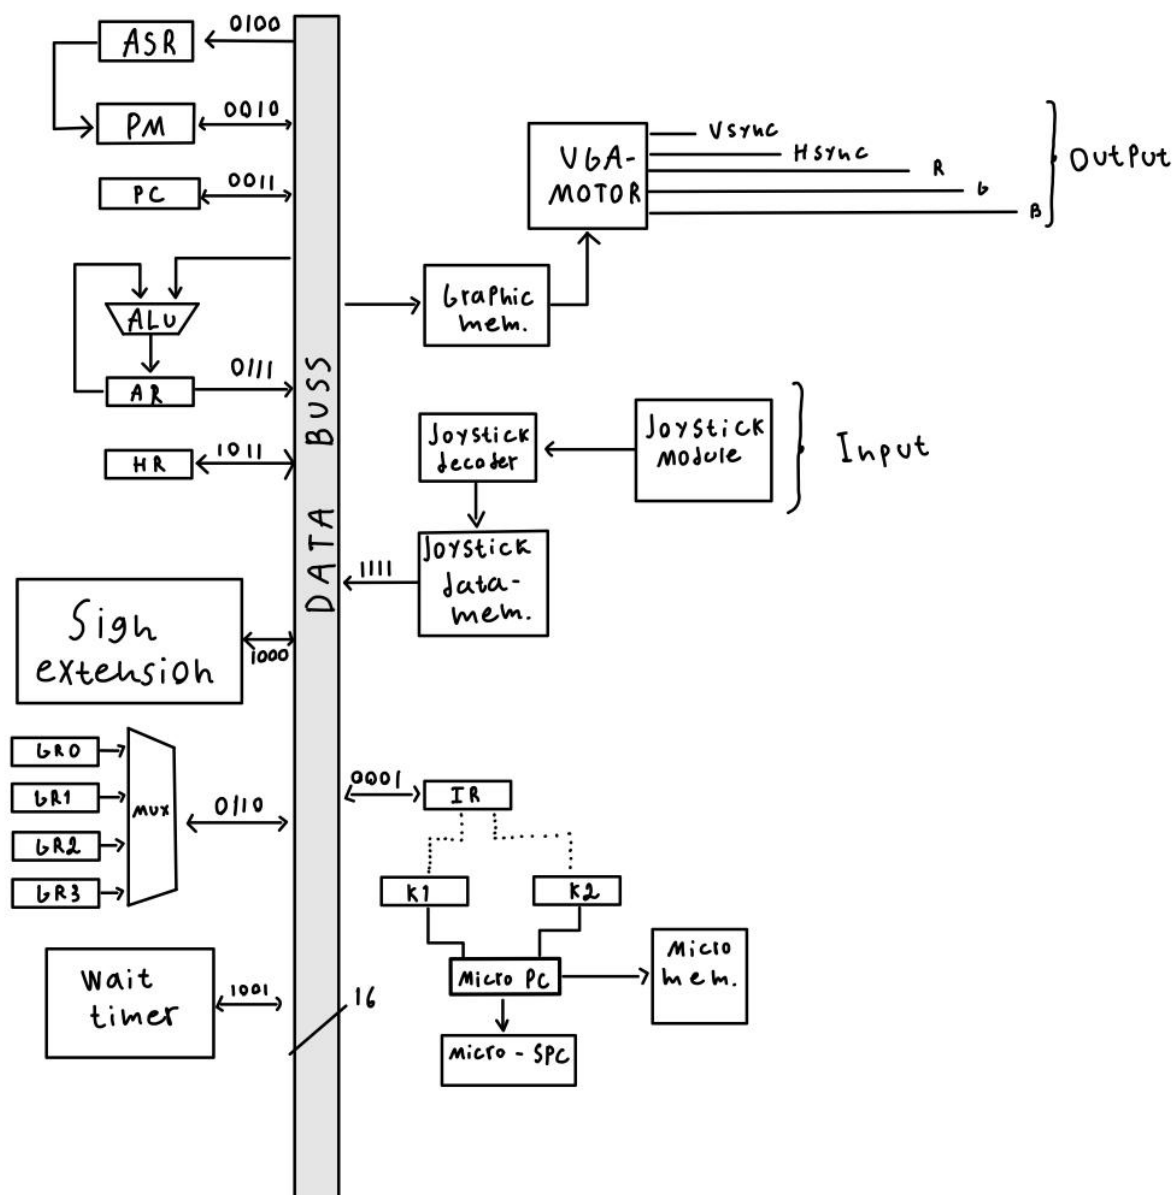 ASR
0100
PM
0010
PC
0011
ALU
AR
0111
HR
1011
Sign
extension
1000
GR0
GR1
GR2
GR3
MUX
0110
Wait
timer
1001
DATA BUSS
16
VGA-
MOTOR
Vsync
Hsync
R
G
B
Output
Graphic
mem.
Joystick
decoder
Joystick
Module
Input
Joystick
data-
mem.
1111
0001
IR
K1
K2
Micro PC
Micro
mem.
Micro - SPC